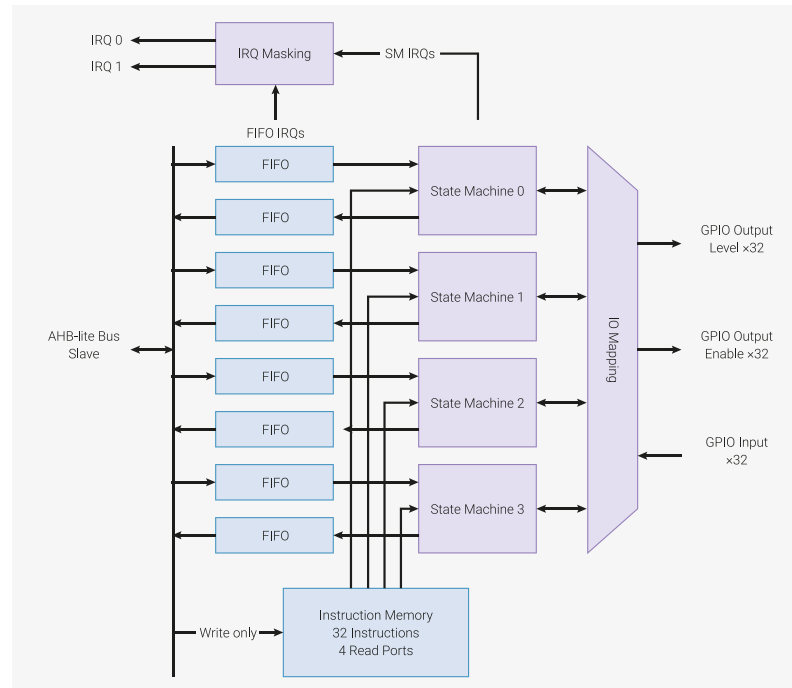 IRQ 0
IRQ 1
IRQ Masking
SM IRQs
FIFO IRQs
FIFO
FIFO
FIFO
FIFO
FIFO
FIFO
FIFO
FIFO
State Machine 0
State Machine 1
State Machine 2
State Machine 3
AHB-lite Bus
Slave
IO Mapping
GPIO Output
Level ×32
GPIO Output
Enable ×32
GPIO Input
×32
Write only
Instruction Memory
32 Instructions
4 Read Ports